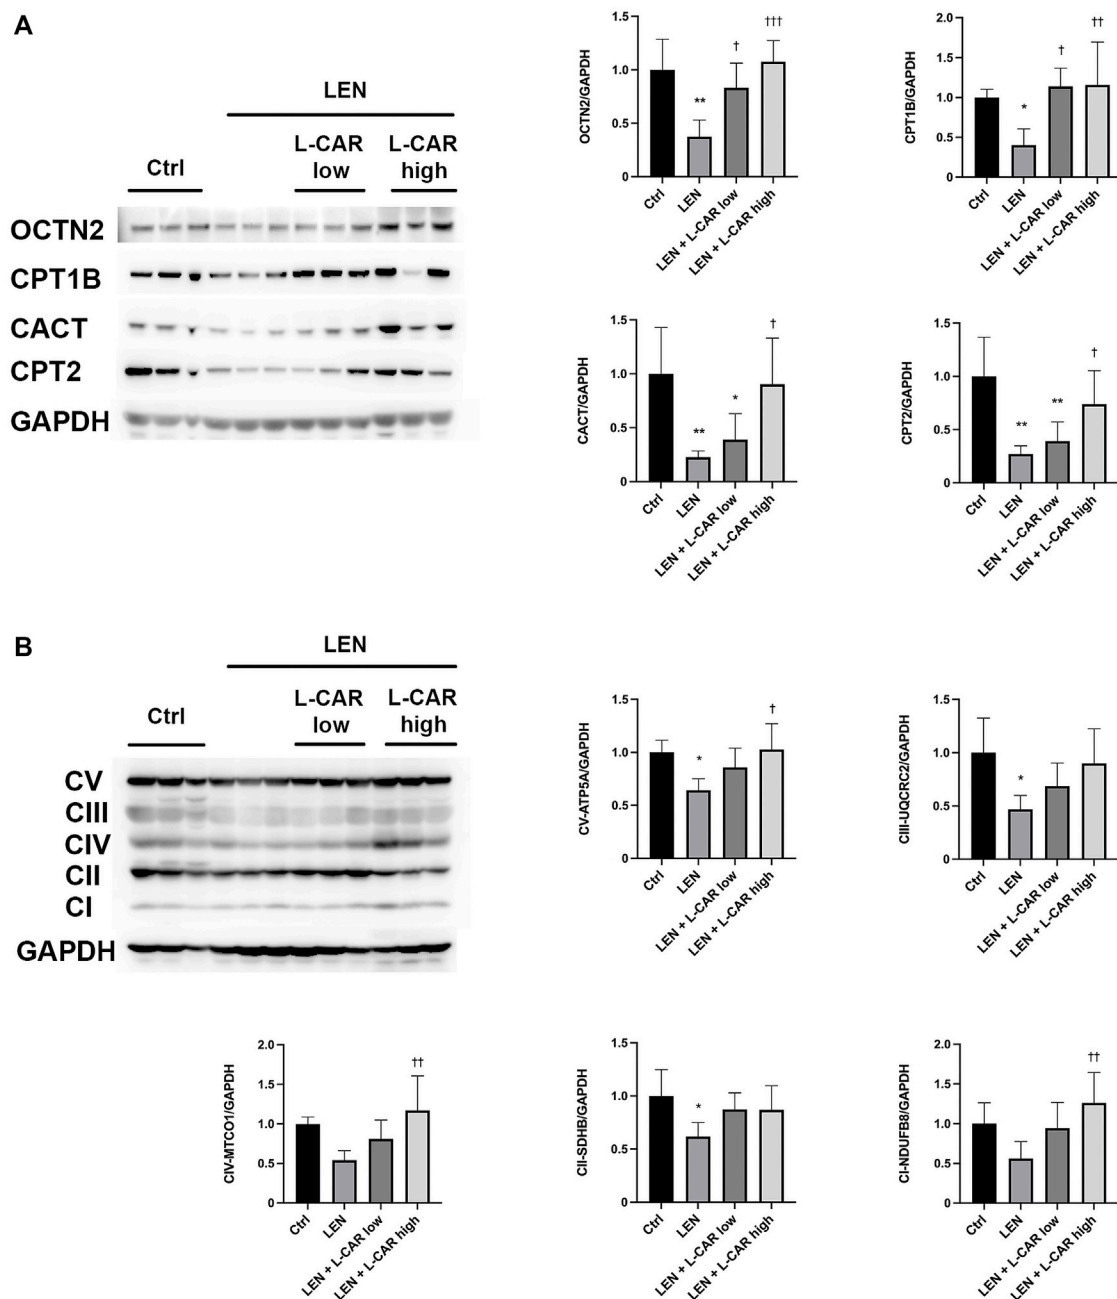 A
LEN
Ctrl
L-CAR
low
L-CAR
high
OCTN2
CPT1B
CACT
CPT2
GAPDH
OCTN2/GAPDH
1.5
1.0
0.5
0
**
†
†††
Ctrl
LEN
LEN + L-CAR low
LEN + L-CAR high
CPT1B/GAPDH
2.0
1.5
1.0
0.5
0
*
†
††
Ctrl
LEN
LEN + L-CAR low
LEN + L-CAR high
CACT/GAPDH
1.5
1.0
0.5
0
**
*
†
Ctrl
LEN
LEN + L-CAR low
LEN + L-CAR high
CPT2/GAPDH
1.5
1.0
0.5
0
**
**
†
Ctrl
LEN
LEN + L-CAR low
LEN + L-CAR high
B
LEN
Ctrl
L-CAR
low
L-CAR
high
CV
CIII
CIV
CII
CI
GAPDH
CV-ATP5A/GAPDH
1.5
1.0
0.5
0
*
†
Ctrl
LEN
LEN + L-CAR low
LEN + L-CAR high
CIII-UQCRC2/GAPDH
1.5
1.0
0.5
0
*
Ctrl
LEN
LEN + L-CAR low
LEN + L-CAR high
CIV-MTCO1/GAPDH
2.0
1.5
1.0
0.5
0
††
Ctrl
LEN
LEN + L-CAR low
LEN + L-CAR high
CII-SDHB/GAPDH
1.5
1.0
0.5
0
*
Ctrl
LEN
LEN + L-CAR low
LEN + L-CAR high
CI-NDUFB8/GAPDH
2.0
1.5
1.0
0.5
0
††
Ctrl
LEN
LEN + L-CAR low
LEN + L-CAR high